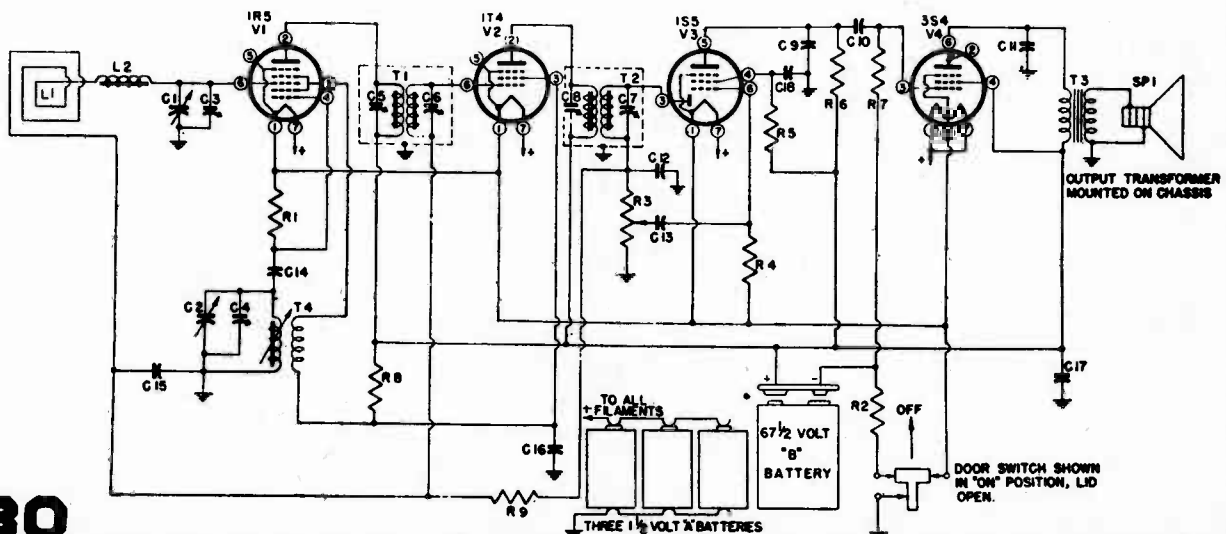 1R5
V1
1T4
V2
1S5
V3
3S4
V4
L1
L2
C1
C3
T1
C5
C6
T2
C8
C7
C9
C10
C18
R5
R6
R7
C11
T3
SP1
OUTPUT TRANSFORMER
MOUNTED ON CHASSIS
R1
C14
C2
C4
T4
C12
R3
C13
R4
C15
R8
C16
R9
C17
R2
TO ALL
+ FILAMENTS
+ -
67½ VOLT
"B"
BATTERY
OFF
DOOR SWITCH SHOWN
IN "ON" POSITION, LID
OPEN.
THREE 1 ½ VOLT "A" BATTERIES